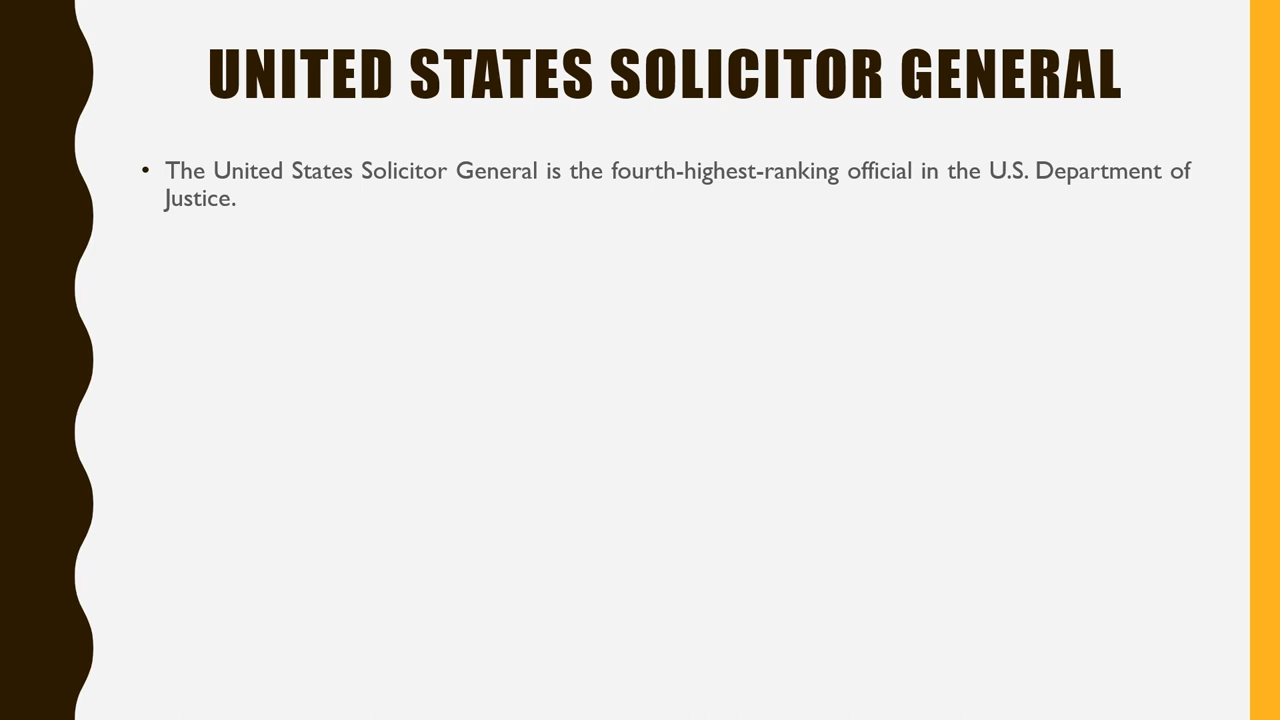 UNITED STATES SOLICITOR GENERAL
• The United States Solicitor General is the fourth-highest-ranking official in the U.S. Department of
Justice.